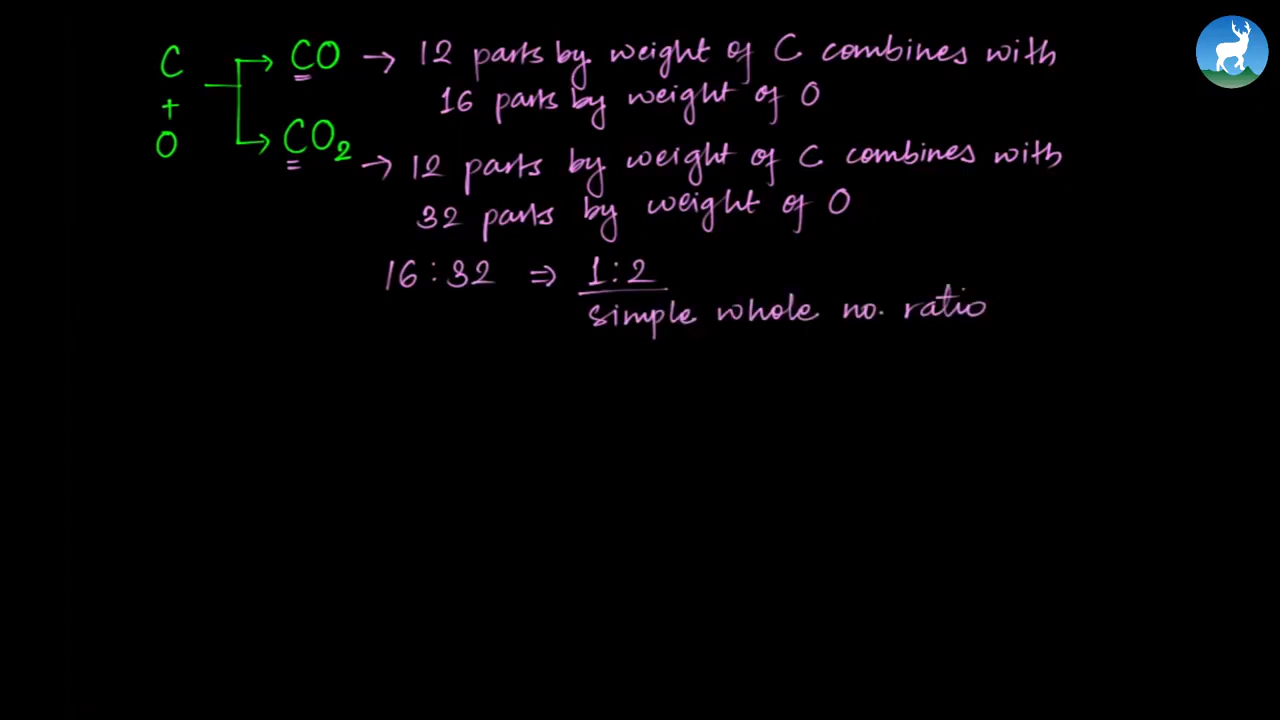 C
+
O
CO → 12 parts by weight of C combines with
16 parts by weight of O
CO₂ → 12 parts by weight of C combines with
32 parts by weight of O
16 : 32 ⇒ 1 : 2
simple whole no. ratio